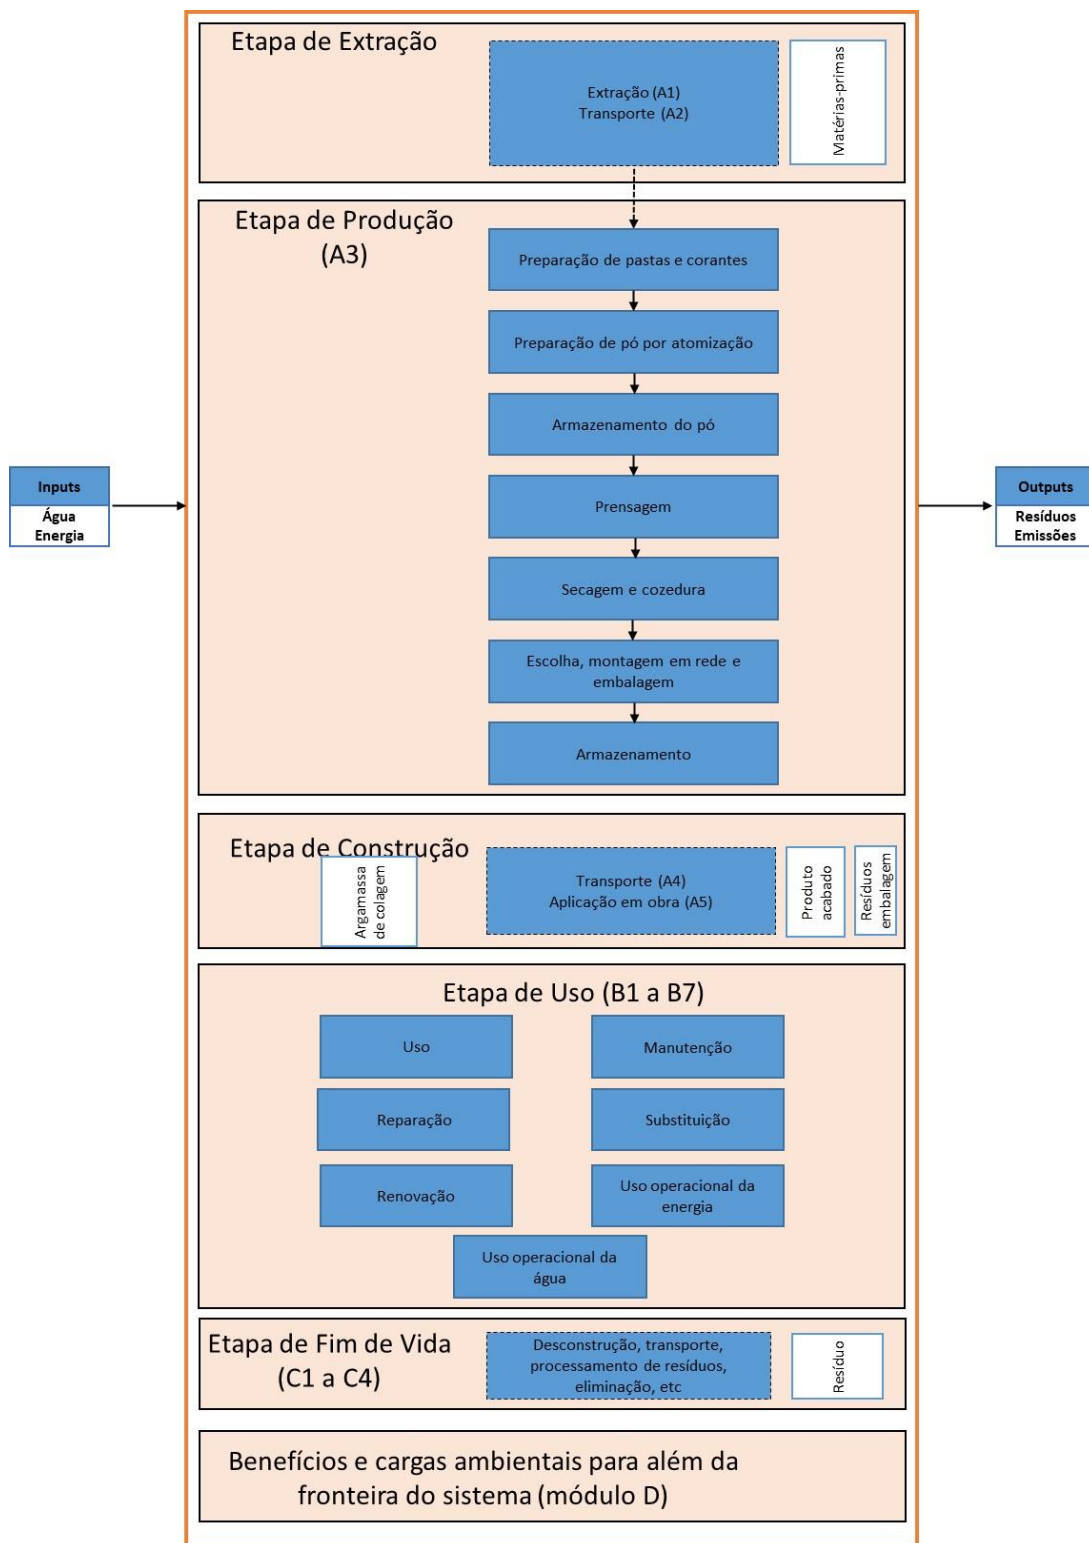 Etapa de Extração
Extração (A1)
Transporte (A2)
Matérias-primas
Etapa de Produção
(A3)
Preparação de pastas e corantes
Preparação de pó por atomização
Armazenamento do pó
Inputs
Água
Energia
Prensagem
Outputs
Resíduos
Emissões
Secagem e cozedura
Escolha, montagem em rede e
embalagem
Armazenamento
Etapa de Construção
Argamassa
de colagem
Transporte (A4)
Aplicação em obra (A5)
Produto
acabado
Resíduos
embalagem
Etapa de Uso (B1 a B7)
Uso
Manutenção
Reparação
Substituição
Renovação
Uso operacional da
energia
Uso operacional da
água
Etapa de Fim de Vida
(C1 a C4)
Desconstrução, transporte,
processamento de resíduos,
eliminação, etc
Resíduo
Benefícios e cargas ambientais para além da
fronteira do sistema (módulo D)